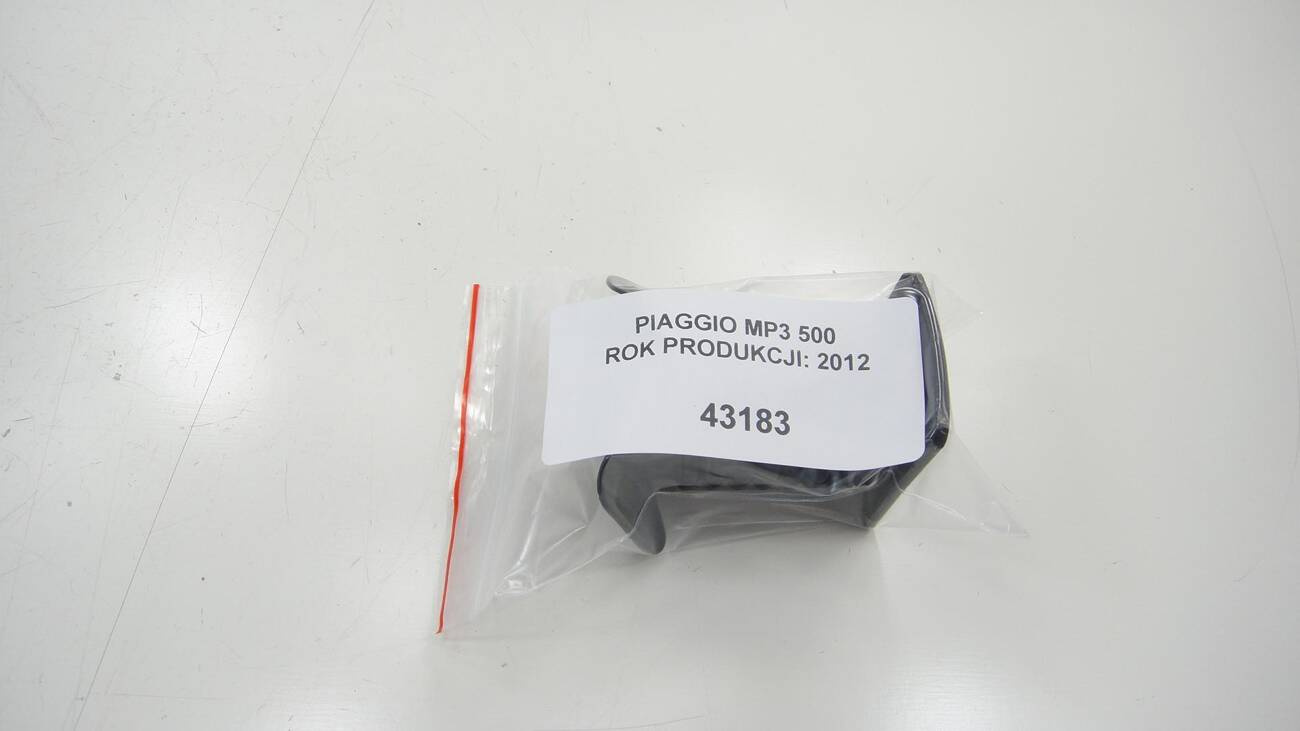 PIAGGIO MP3 500
ROK PRODUKCJI: 2012
43183